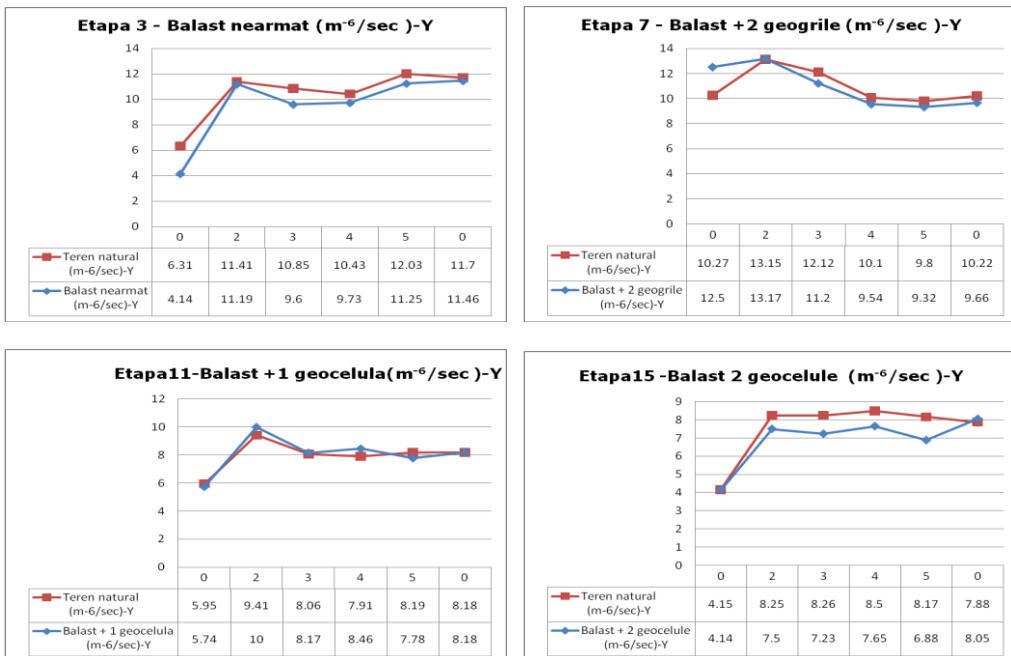 Etapa 3 - Balast nearmat (m⁻⁶/sec )-Y
14
12
10
8
6
4
2
0
0 2 3 4 5 0
Teren natural (m-6/sec)-Y 6.31 11.41 10.85 10.43 12.03 11.7
Balast nearmat (m-6/sec)-Y 4.14 11.19 9.6 9.73 11.25 11.46
Etapa 7 - Balast +2 geogrile (m⁻⁶/sec )-Y
14
12
10
8
6
4
2
0
0 2 3 4 5 0
Teren natural (m-6/sec)-Y 10.27 13.15 12.12 10.1 9.8 10.22
Balast + 2 geogrile (m-6/sec)-Y 12.5 13.17 11.2 9.54 9.32 9.66
Etapa11-Balast +1 geocelula(m⁻⁶/sec )-Y
12
10
8
6
4
2
0
0 2 3 4 5 0
Teren natural (m-6/sec)-Y 5.95 9.41 8.06 7.91 8.19 8.18
Balast + 1 geocelula (m-6/sec)-Y 5.74 10 8.17 8.46 7.78 8.18
Etapa15 -Balast 2 geocelule (m⁻⁶/sec )-Y
9
8
7
6
5
4
3
2
1
0
0 2 3 4 5 0
Teren natural (m-6/sec)-Y 4.15 8.25 8.26 8.5 8.17 7.88
Balast + 2 geocelule (m-6/sec)-Y 4.14 7.5 7.23 7.65 6.88 8.05